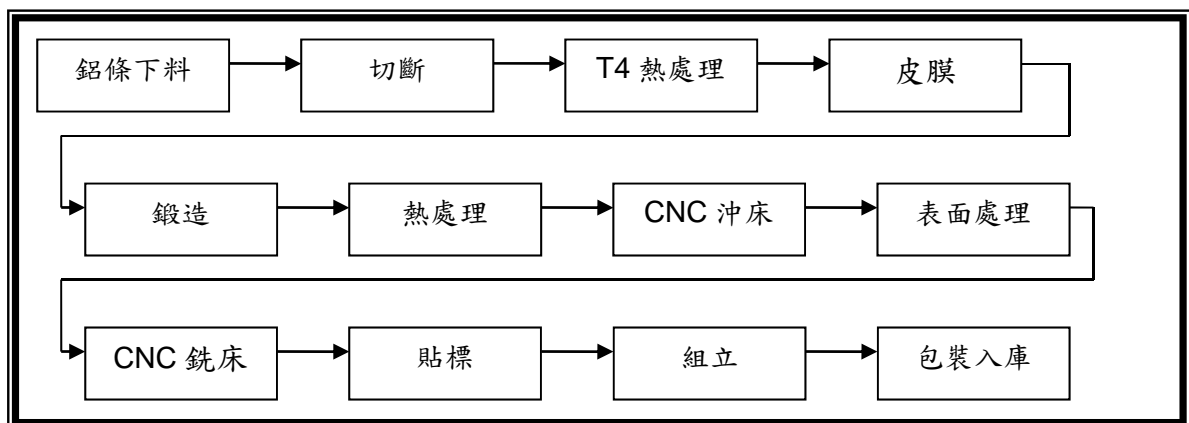 鋁條下料
切斷
T4 熱處理
皮膜
鍛造
熱處理
CNC 沖床
表面處理
CNC 銑床
貼標
組立
包裝入庫